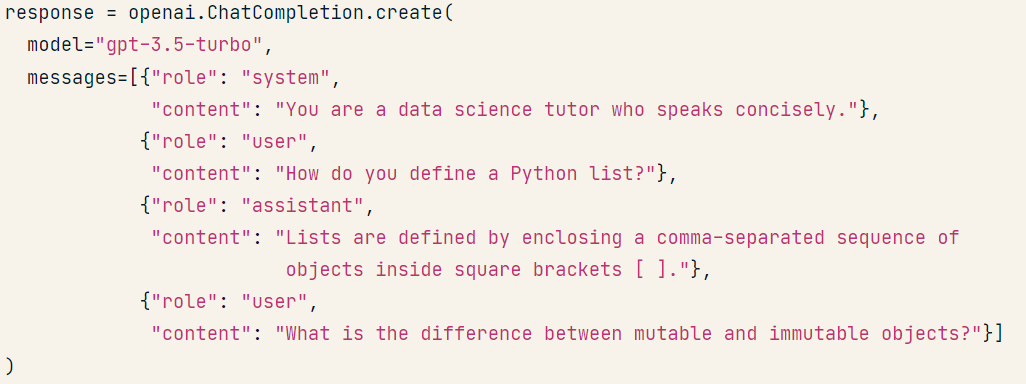 response = openai.ChatCompletion.create(
  model="gpt-3.5-turbo",
  messages=[{"role": "system",
             "content": "You are a data science tutor who speaks concisely."},
            {"role": "user",
             "content": "How do you define a Python list?"},
            {"role": "assistant",
             "content": "Lists are defined by enclosing a comma-separated sequence of
                         objects inside square brackets [ ]."},
            {"role": "user",
             "content": "What is the difference between mutable and immutable objects?"}]
)